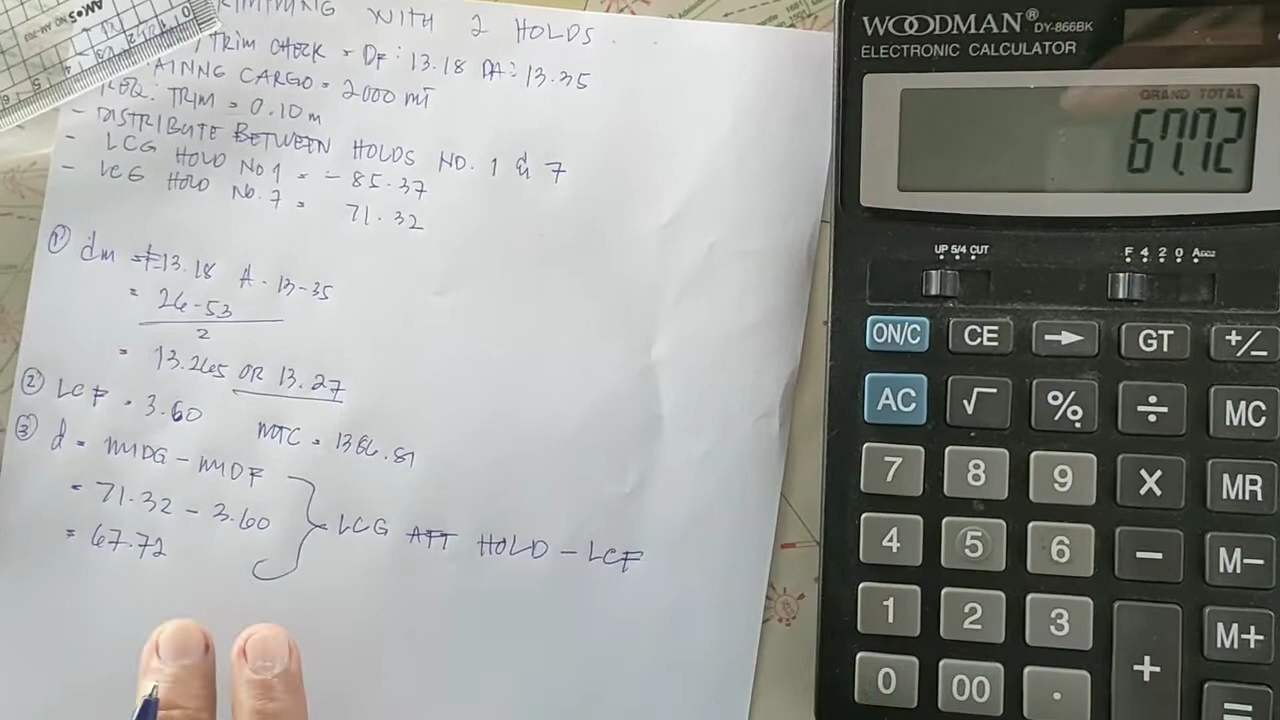 WITH 2 HOLDS
TRIM CHECK = DF: 13.18 DA: 13.35
CARGO = 2000 MT
REQ: TRIM = 0.10m
- DISTRIBUTE BETWEEN HOLDS NO. 1 & 7
- LCG HOLD NO 1 = -85.37
- LCG HOLD NO. 7 = 71.32
① dm = F-13.18 A - 13-35
= 26-53
2
= 13.265 OR 13.27
② LCF = 3.60
MTC = 1386.81
③ d = MIDG - MIDF
= 71.32 - 3.60
= 67.72
LCG AFT HOLD - LCF
WOODMAN® DY-866BK
ELECTRONIC CALCULATOR
GRAND TOTAL
67.72
UP 5/4 CUT
F 4 2 0 ADD2
ON/C CE → GT +/-
AC √ % ÷ MC
7 8 9 X MR
4 5 6 - M-
1 2 3 + M+
0 00 . =